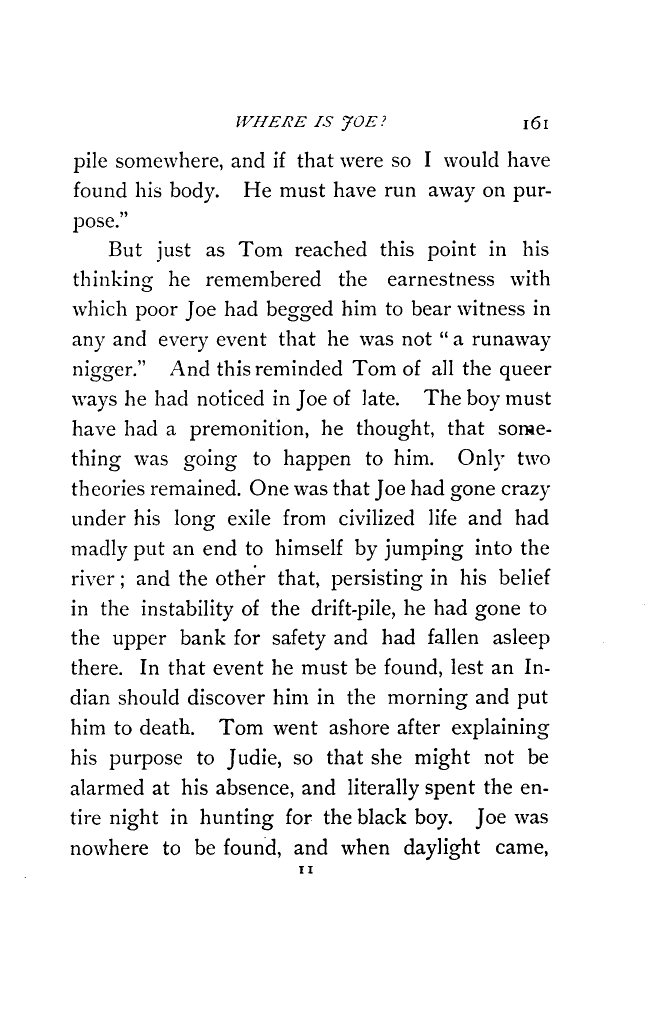 WHERE IS JOE? 161
pile somewhere, and if that were so I would have
found his body. He must have run away on pur-
pose.”
But just as Tom reached this point in his
thinking he remembered the earnestness with
which poor Joe had begged him to bear witness in
any and every event that he was not “a runaway
nigger.” And this reminded Tom of all the queer
ways he had noticed in Joe of late. The boy must
have had a premonition, he thought, that some-
thing was going to happen to him. Only two
theories remained. One was that Joe had gone crazy
under his long exile from civilized life and had
madly put an end to himself by jumping into the
river; and the other that, persisting in his belief
in the instability of the drift-pile, he had gone to
the upper bank for safety and had fallen asleep
there. In that event he must be found, lest an In-
dian should discover him in the morning and put
him to death. Tom went ashore after explaining
his purpose to Judie, so that she might not be
alarmed at his absence, and literally spent the en-
tire night in hunting for the black boy. Joe was
nowhere to be found, and when daylight came,
11